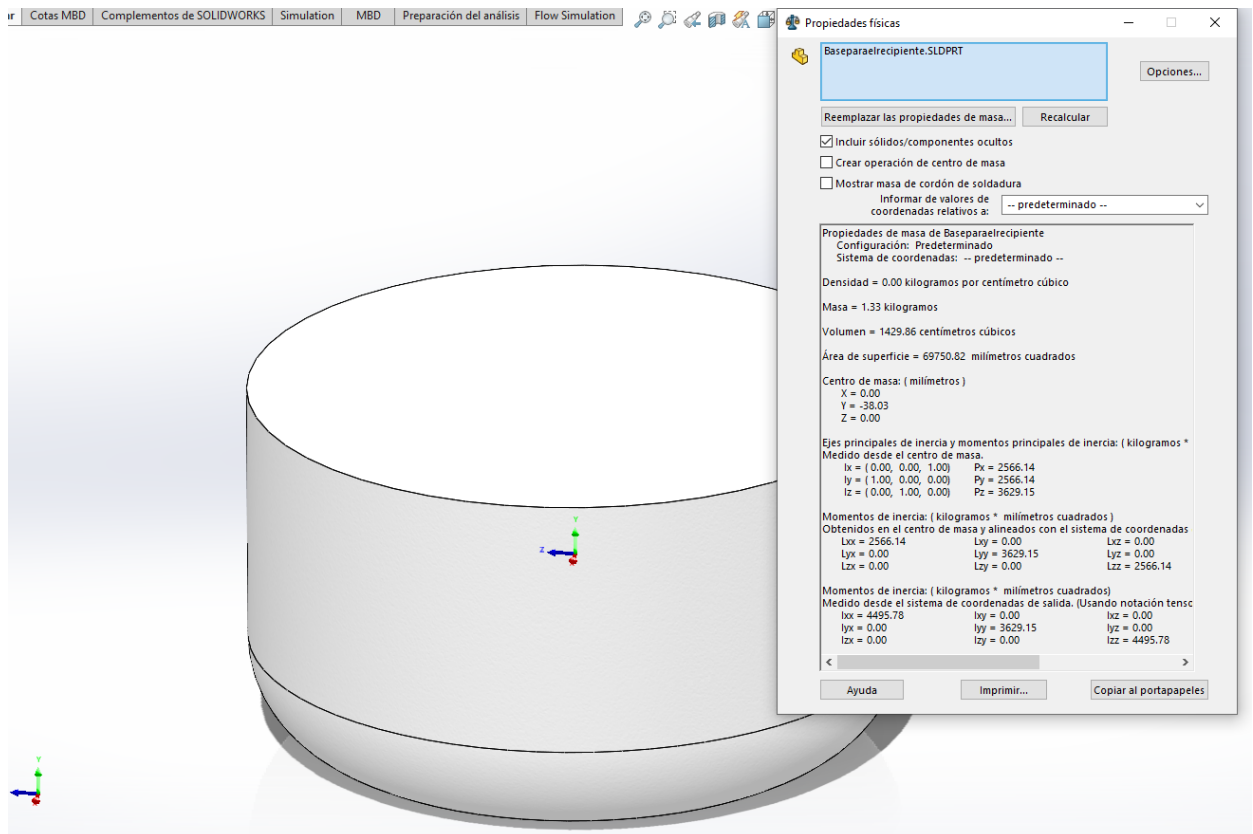 r Cotas MBD Complementos de SOLIDWORKS Simulation MBD Preparación del análisis Flow Simulation
Propiedades físicas
Baseparaelrecipiente.SLDPRT
Opciones...
Reemplazar las propiedades de masa... Recalcular
Incluir sólidos/componentes ocultos
Crear operación de centro de masa
Mostrar masa de cordón de soldadura
Informar de valores de
coordenadas relativos a: -- predeterminado --
Propiedades de masa de Baseparaelrecipiente
Configuración: Predeterminado
Sistema de coordenadas: -- predeterminado --
Densidad = 0.00 kilogramos por centímetro cúbico
Masa = 1.33 kilogramos
Volumen = 1429.86 centímetros cúbicos
Área de superficie = 69750.82 milímetros cuadrados
Centro de masa: ( milímetros )
X = 0.00
Y = -38.03
Z = 0.00
Ejes principales de inercia y momentos principales de inercia: ( kilogramos *
Medido desde el centro de masa.
Ix = ( 0.00, 0.00, 1.00) Px = 2566.14
Iy = ( 1.00, 0.00, 0.00) Py = 2566.14
Iz = ( 0.00, 1.00, 0.00) Pz = 3629.15
Momentos de inercia: ( kilogramos * milímetros cuadrados )
Obtenidos en el centro de masa y alineados con el sistema de coordenadas
Lxx = 2566.14 Lxy = 0.00 Lxz = 0.00
Lyx = 0.00 Lyy = 3629.15 Lyz = 0.00
Lzx = 0.00 Lzy = 0.00 Lzz = 2566.14
Momentos de inercia: ( kilogramos * milímetros cuadrados)
Medido desde el sistema de coordenadas de salida. (Usando notación tensc
Ixx = 4495.78 Ixy = 0.00 Ixz = 0.00
Iyx = 0.00 Iyy = 3629.15 Iyz = 0.00
Izx = 0.00 Izy = 0.00 Izz = 4495.78
Ayuda Imprimir... Copiar al portapapeles
Y
Z
Y